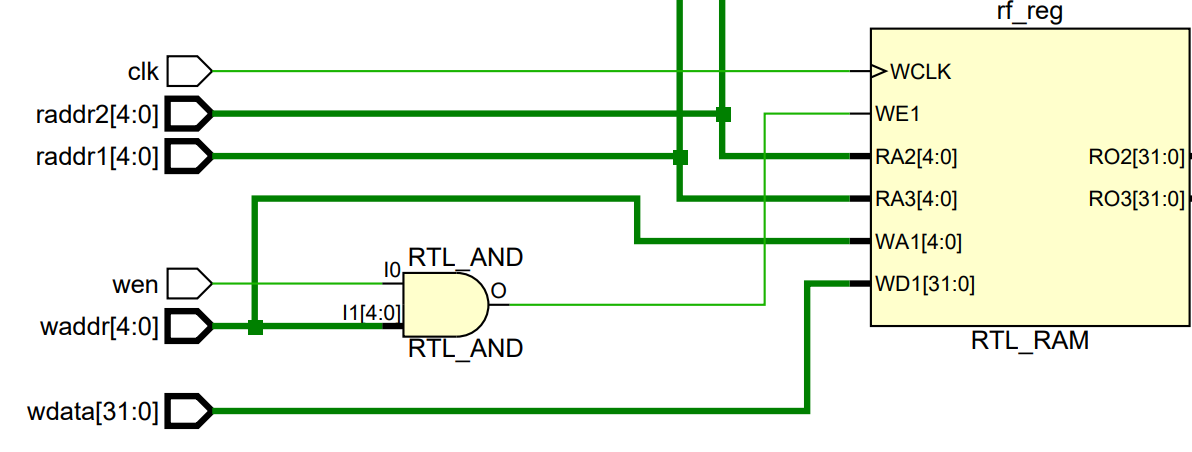 rf_reg
clk
WCLK
raddr2[4:0]
WE1
raddr1[4:0]
RA2[4:0]
RO2[31:0]
RA3[4:0]
RO3[31:0]
WA1[4:0]
RTL_AND
wen
I0
O
WD1[31:0]
waddr[4:0]
I1[4:0]
RTL_AND
RTL_RAM
wdata[31:0]